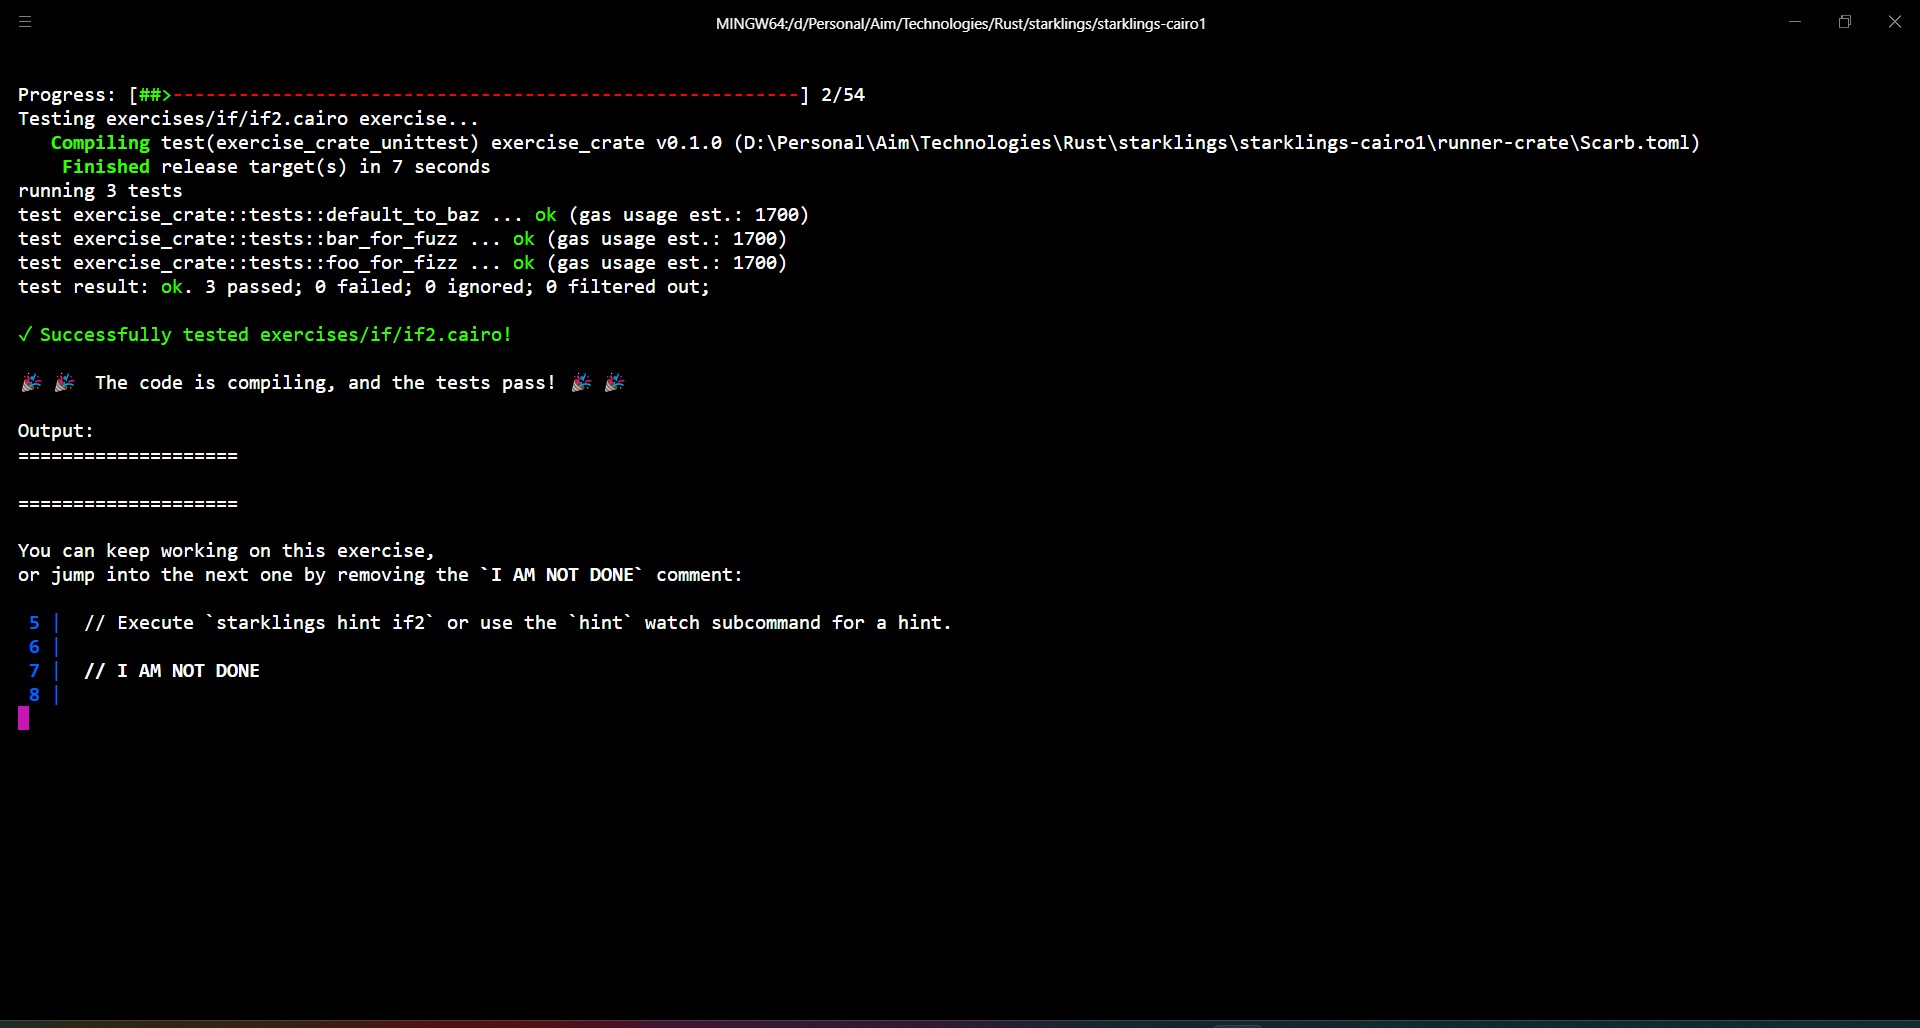 MINGW64:/d/Personal/Aim/Technologies/Rust/starklings/starklings-cairo1
Progress: [##>---------------------------------------------------------] 2/54
Testing exercises/if/if2.cairo exercise...
Compiling test(exercise_crate_unittest) exercise_crate v0.1.0 (D:\Personal\Aim\Technologies\Rust\starklings\starklings-cairo1\runner-crate\Scarb.toml)
Finished release target(s) in 7 seconds
running 3 tests
test exercise_crate::tests::default_to_baz ... ok (gas usage est.: 1700)
test exercise_crate::tests::bar_for_fuzz ... ok (gas usage est.: 1700)
test exercise_crate::tests::foo_for_fizz ... ok (gas usage est.: 1700)
test result: ok. 3 passed; 0 failed; 0 ignored; 0 filtered out;
✓ Successfully tested exercises/if/if2.cairo!
🎉 🎉 The code is compiling, and the tests pass! 🎉 🎉
Output:
====================
====================
You can keep working on this exercise,
or jump into the next one by removing the `I AM NOT DONE` comment:
5 | // Execute `starklings hint if2` or use the `hint` watch subcommand for a hint.
6 |
7 | // I AM NOT DONE
8 |